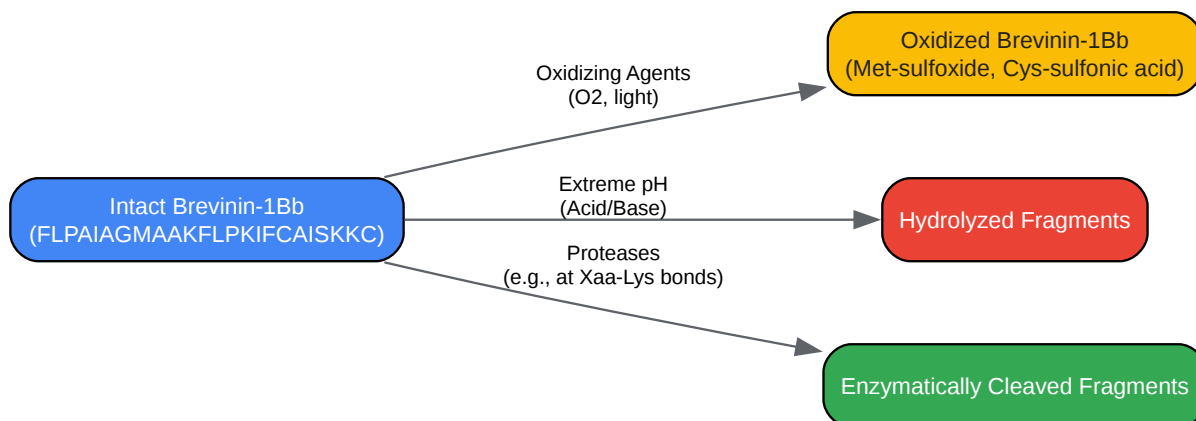 Oxidized Brevinin-1Bb
(Met-sulfoxide, Cys-sulfonic acid)
Oxidizing Agents
(O2, light)
Intact Brevinin-1Bb
(FLPAIAGMAAKFLPKIFCAISKKC)
Extreme pH
(Acid/Base)
Hydrolyzed Fragments
Proteases
(e.g., at Xaa-Lys bonds)
Enzymatically Cleaved Fragments